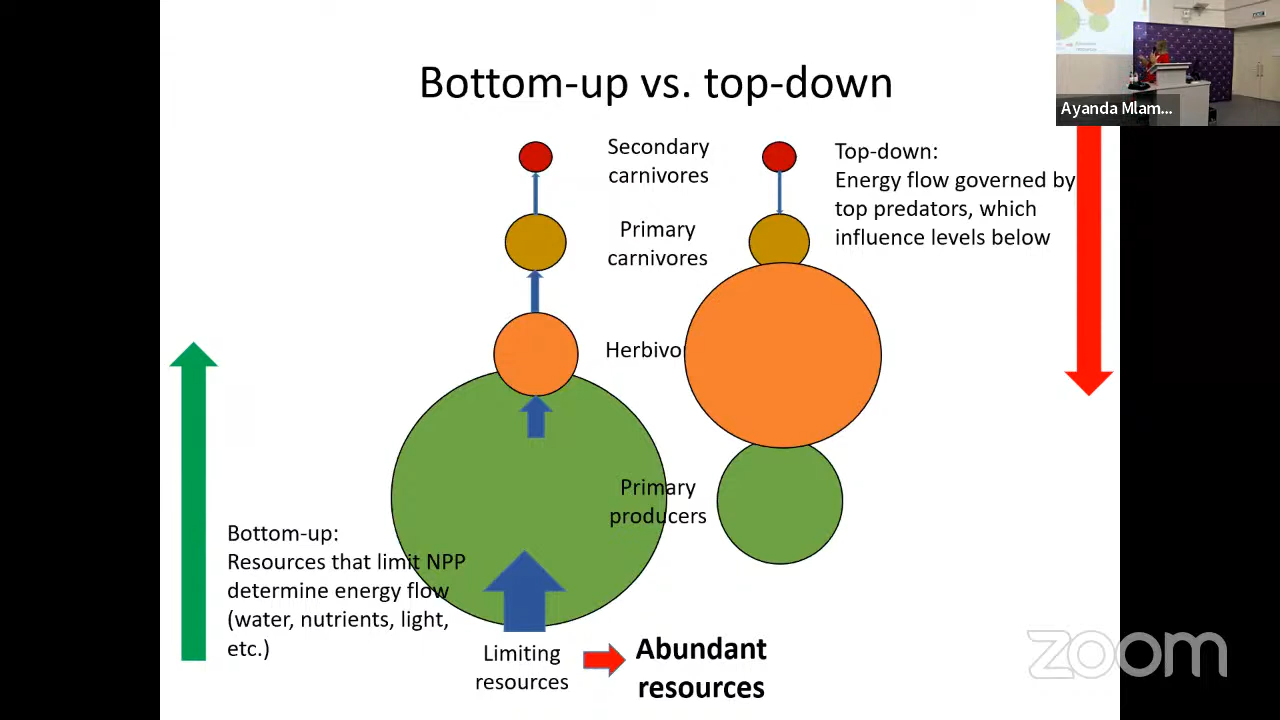 Bottom-up vs. top-down
Ayanda Mlam...
Secondary
carnivores
Top-down:
Energy flow governed by
top predators, which
influence levels below
Primary
carnivores
Herbivo
Primary
producers
Bottom-up:
Resources that limit NPP
determine energy flow
(water, nutrients, light,
etc.)
Limiting
resources
Abundant
resources
zoom